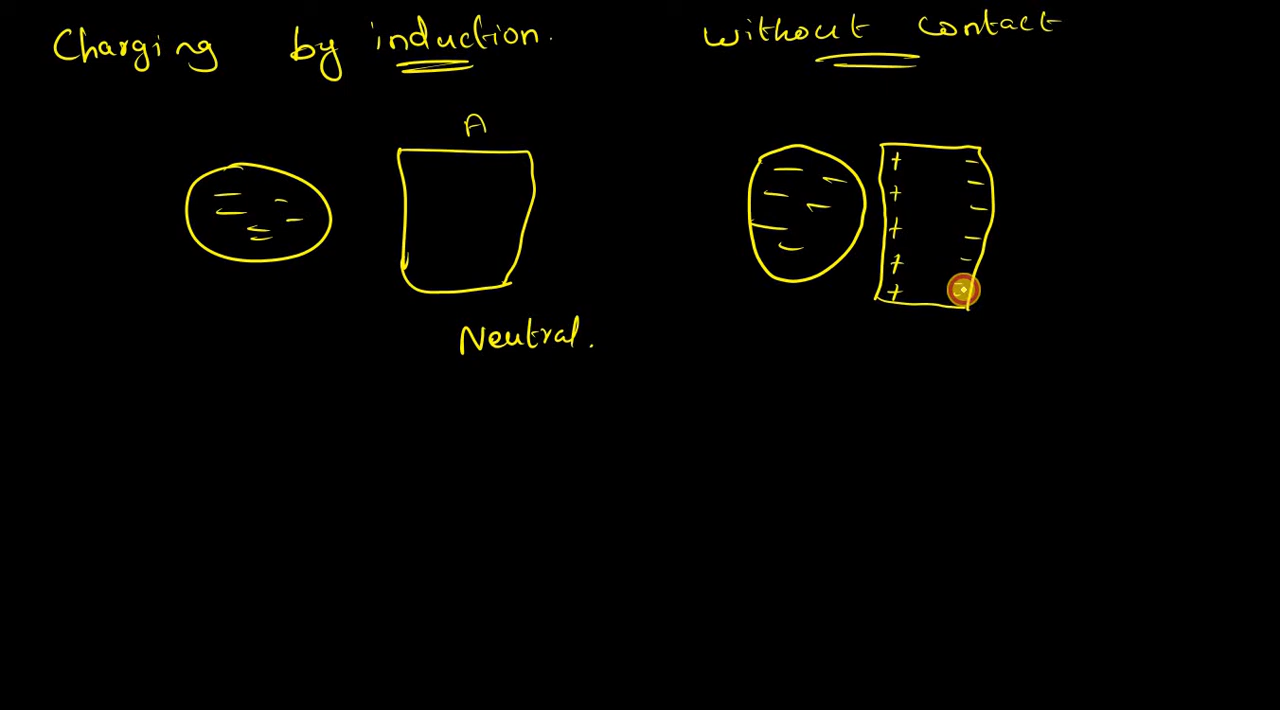 Charging by induction.
without contact
A
+ -
+ -
+ -
+ -
+ -
Neutral.